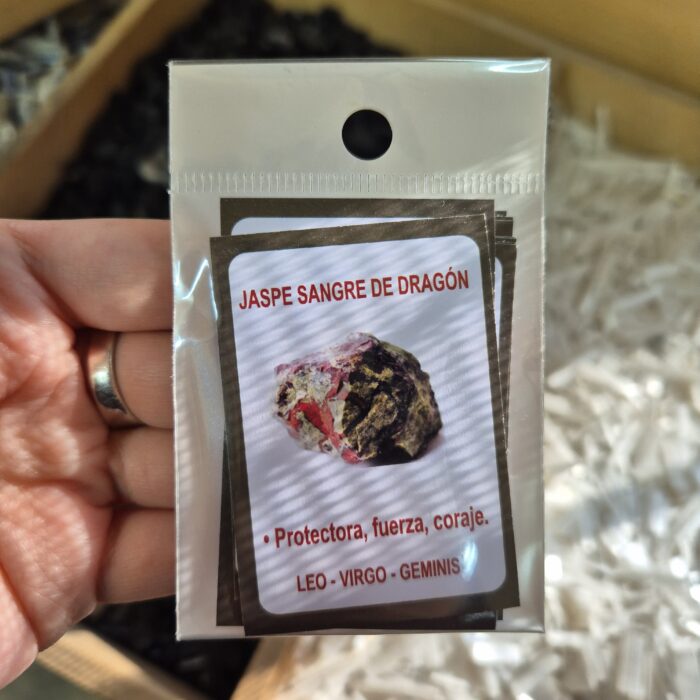 JASPE SANGRE DE DRAGÓN
• Protectora, fuerza, coraje.
LEO - VIRGO - GEMINIS